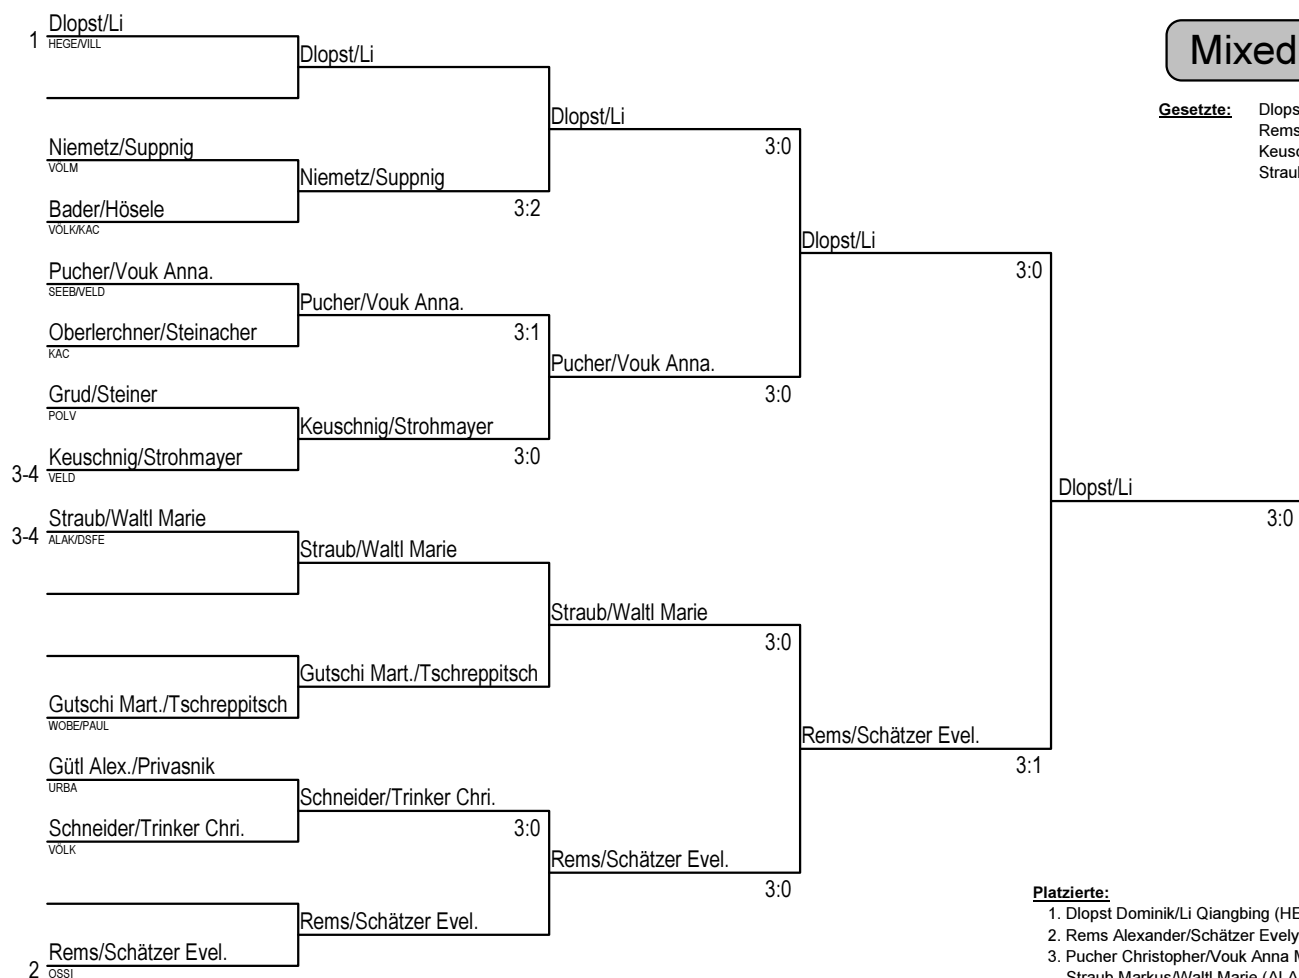 Mixed
Gesetzte:
Dlops
Rems
Keusc
Straul
Dlopst/Li
1
HEGE/VILL
Niemetz/Suppnig
VÖLM
Bader/Hösele
VÖLK/KAC
Pucher/Vouk Anna.
SEEB/VELD
Oberlerchner/Steinacher
KAC
Grud/Steiner
POLV
Keuschnig/Strohmayer
3-4
VELD
Straub/Waltl Marie
3-4
ALAK/DSFE
Gutschi Mart./Tschreppitsch
WOBE/PAUL
Gütl Alex./Privasnik
URBA
Schneider/Trinker Chri.
VÖLK
Rems/Schätzer Evel.
2
OSSI
Dlopst/Li
Niemetz/Suppnig
3:2
Pucher/Vouk Anna.
3:1
Keuschnig/Strohmayer
3:0
Straub/Waltl Marie
Gutschi Mart./Tschreppitsch
Schneider/Trinker Chri.
3:0
Rems/Schätzer Evel.
Dlopst/Li
3:0
Pucher/Vouk Anna.
3:0
Straub/Waltl Marie
3:0
Rems/Schätzer Evel.
3:0
Dlopst/Li
3:0
Rems/Schätzer Evel.
3:1
Dlopst/Li
3:0
Platzierte:
1. Dlopst Dominik/Li Qiangbing (HE
2. Rems Alexander/Schätzer Evely
3. Pucher Christopher/Vouk Anna M
Straub Markus/Waltl Marie (ALA